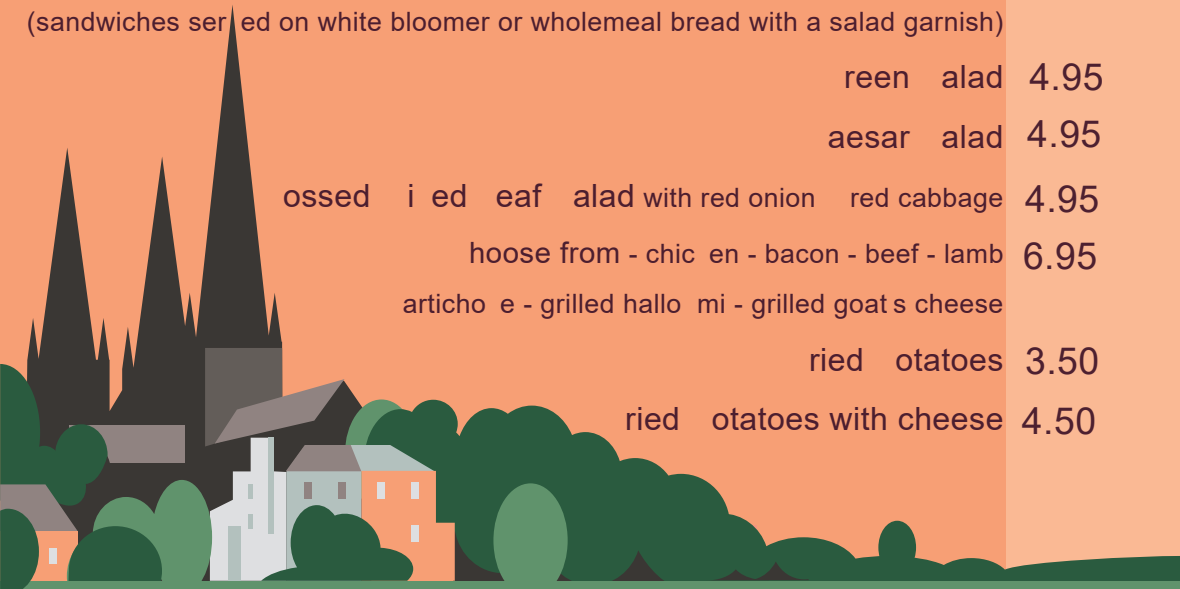 (sandwiches ser ed on white bloomer or wholemeal bread with a salad garnish)
reen alad 4.95
aesar alad 4.95
ossed i ed eaf alad with red onion red cabbage 4.95
hoose from - chic en - bacon - beef - lamb 6.95
articho e - grilled hallo mi - grilled goat s cheese
ried otatoes 3.50
ried otatoes with cheese 4.50